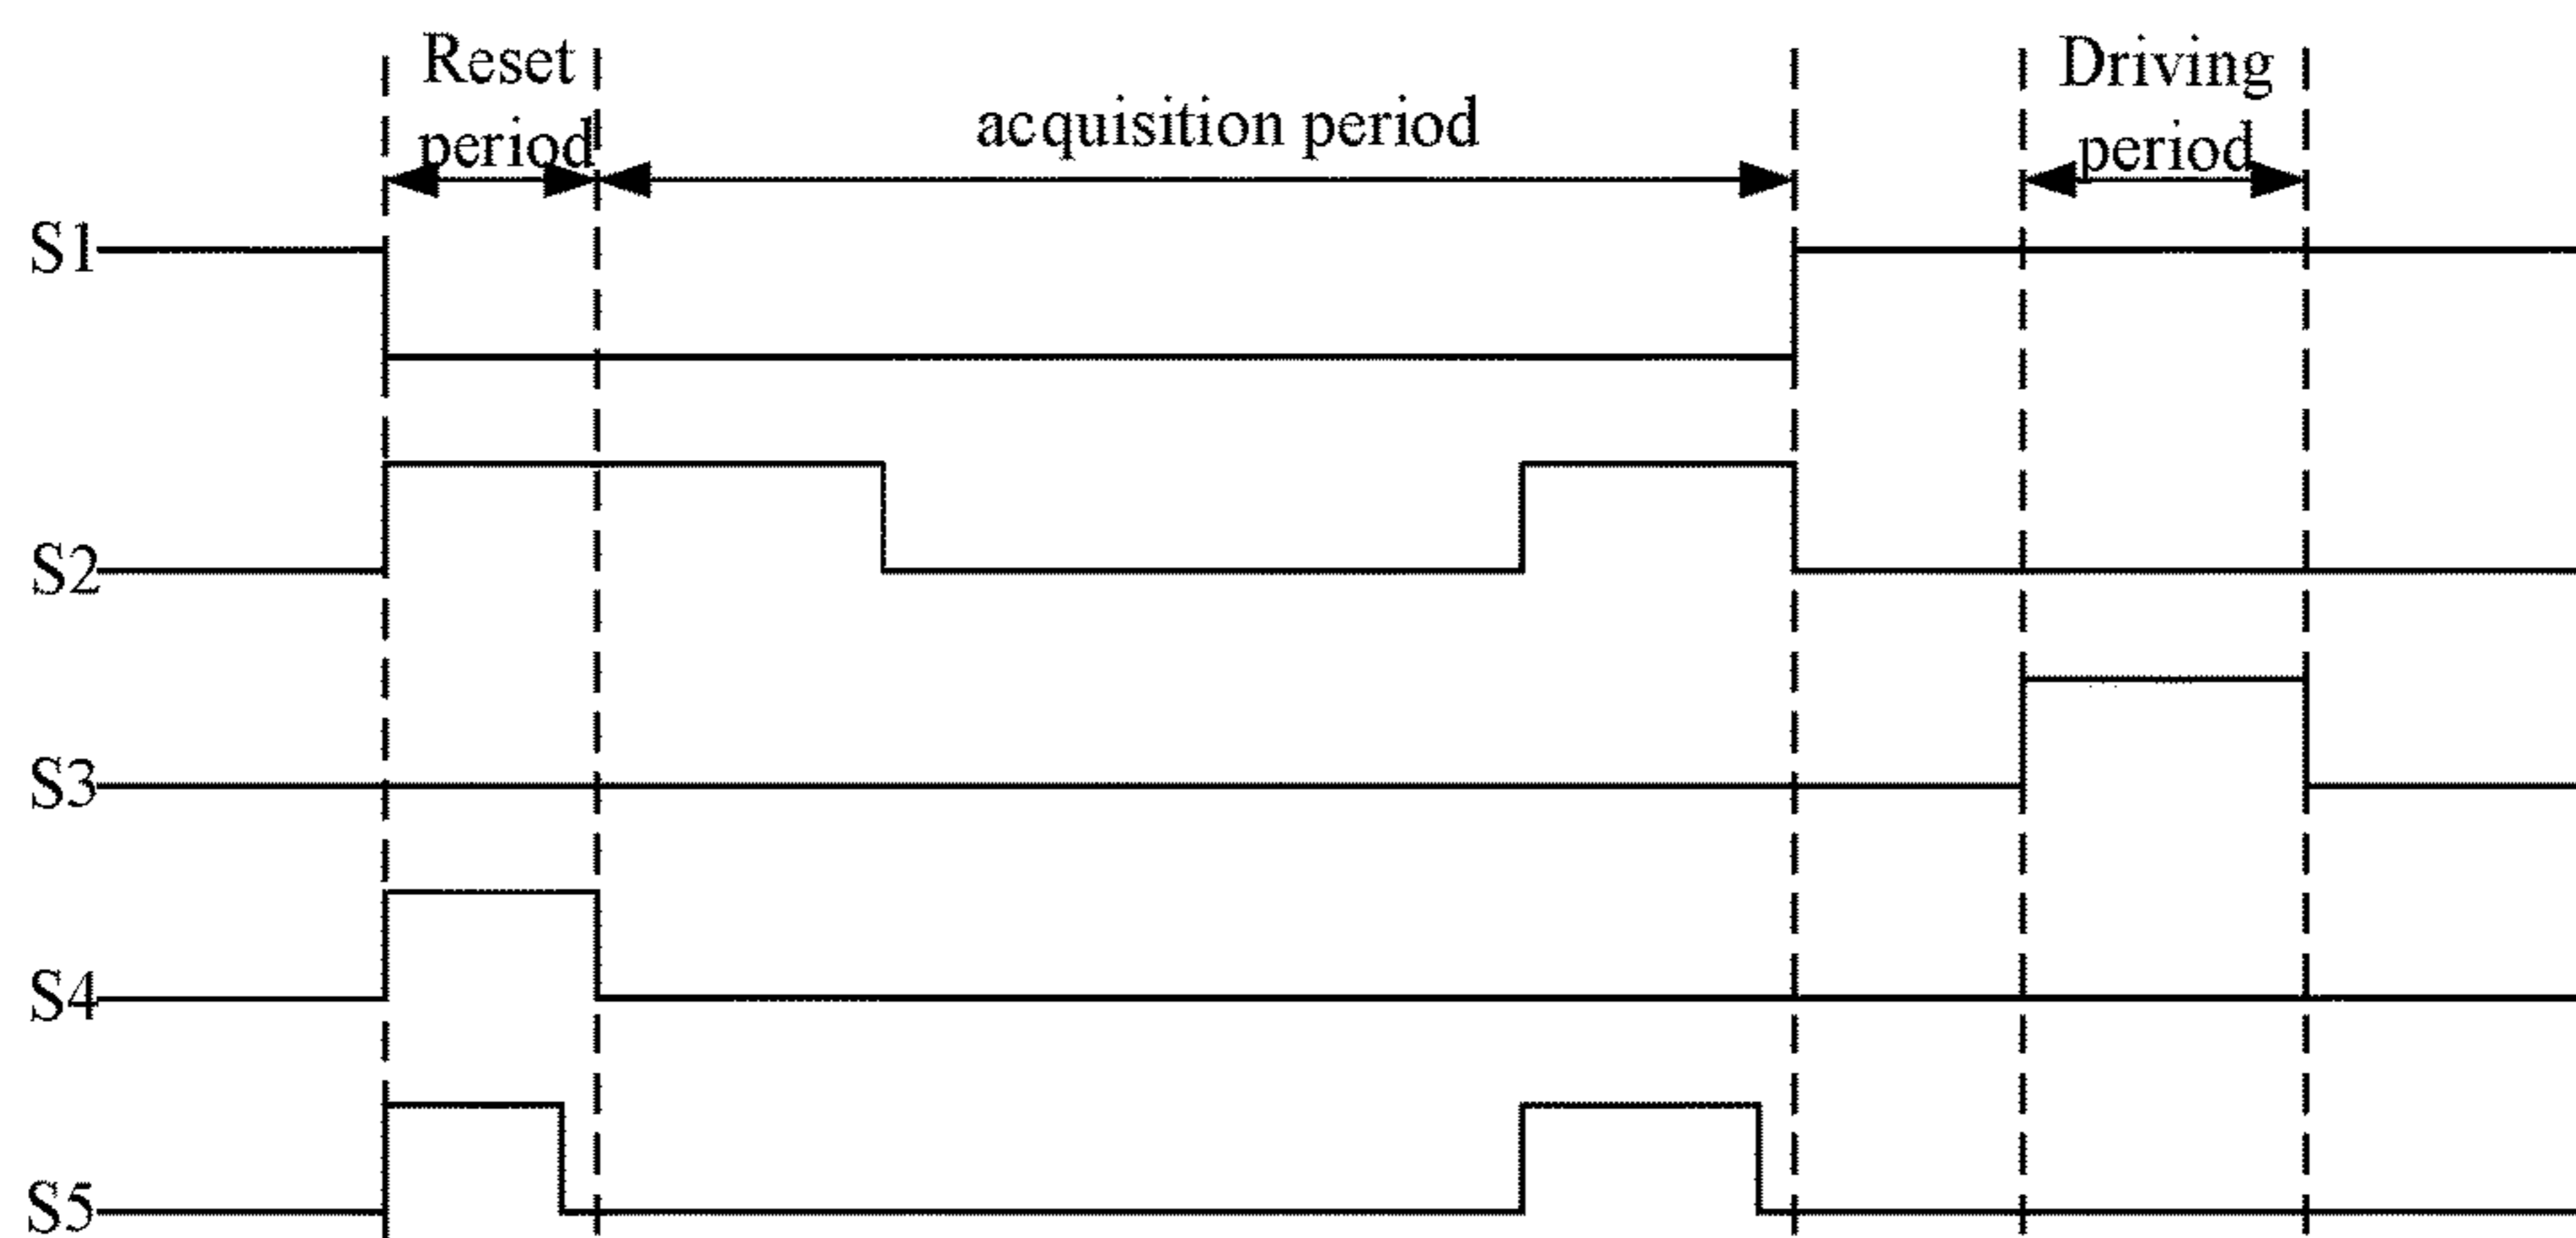 Reset
period
acquisition period
Driving
period
S1
S2
S3
S4
S5